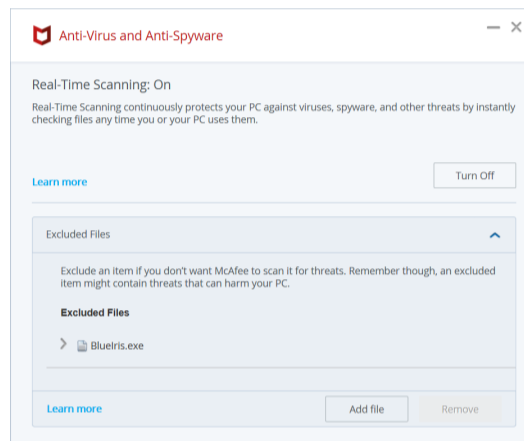 Anti-Virus and Anti-Spyware
Real-Time Scanning: On
Real-Time Scanning continuously protects your PC against viruses, spyware, and other threats by instantly
checking files any time you or your PC uses them.
Learn more
Turn Off
Excluded Files
Exclude an item if you don't want McAfee to scan it for threats. Remember though, an excluded
item might contain threats that can harm your PC.
Excluded Files
BlueIris.exe
Learn more
Add file
Remove